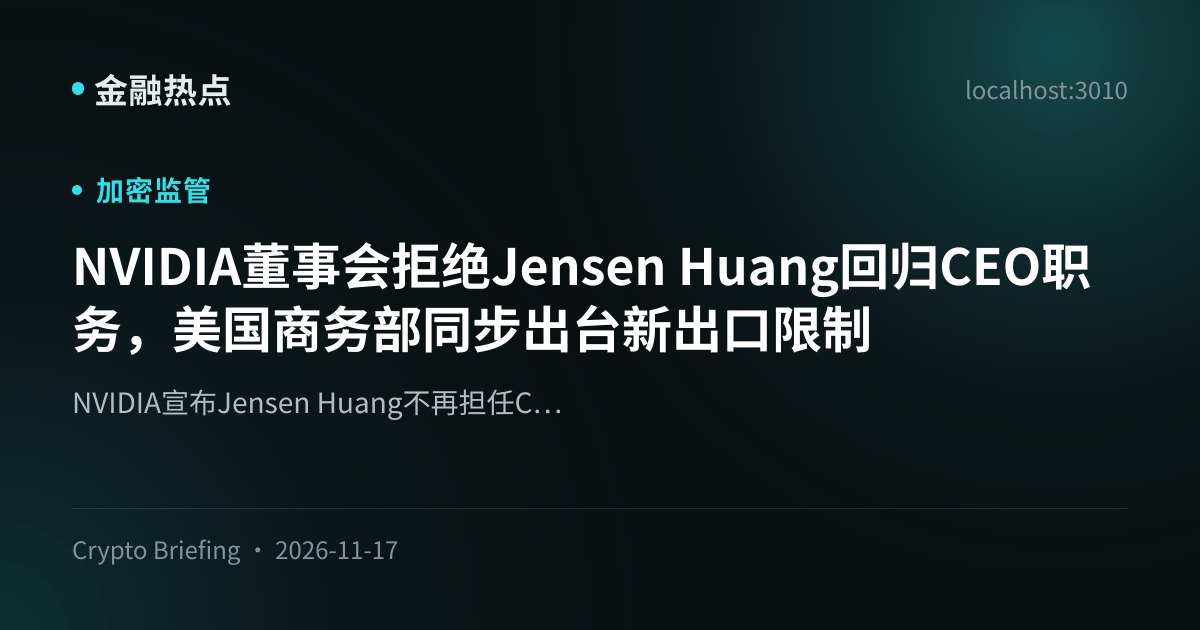 金融热点
localhost:3010
加密监管
NVIDIA董事会拒绝Jensen Huang回归CEO职
务，美国商务部同步出台新出口限制
NVIDIA宣布Jensen Huang不再担任C…
Crypto Briefing · 2026-11-17